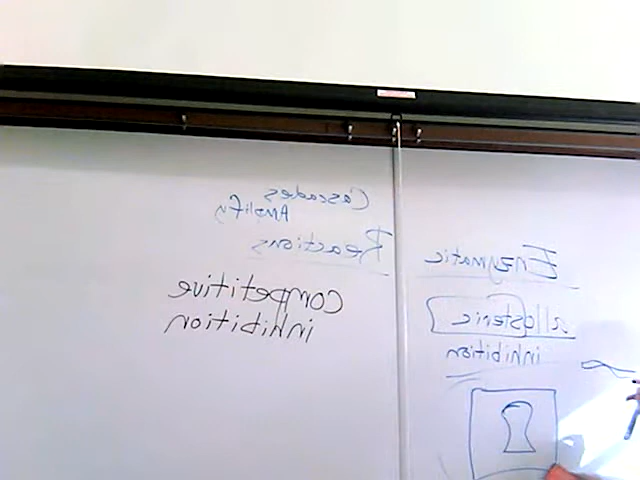 Cascades
Amplify
Reactions
competitive
inhibition
Enzymatic
allosteric
inhibition